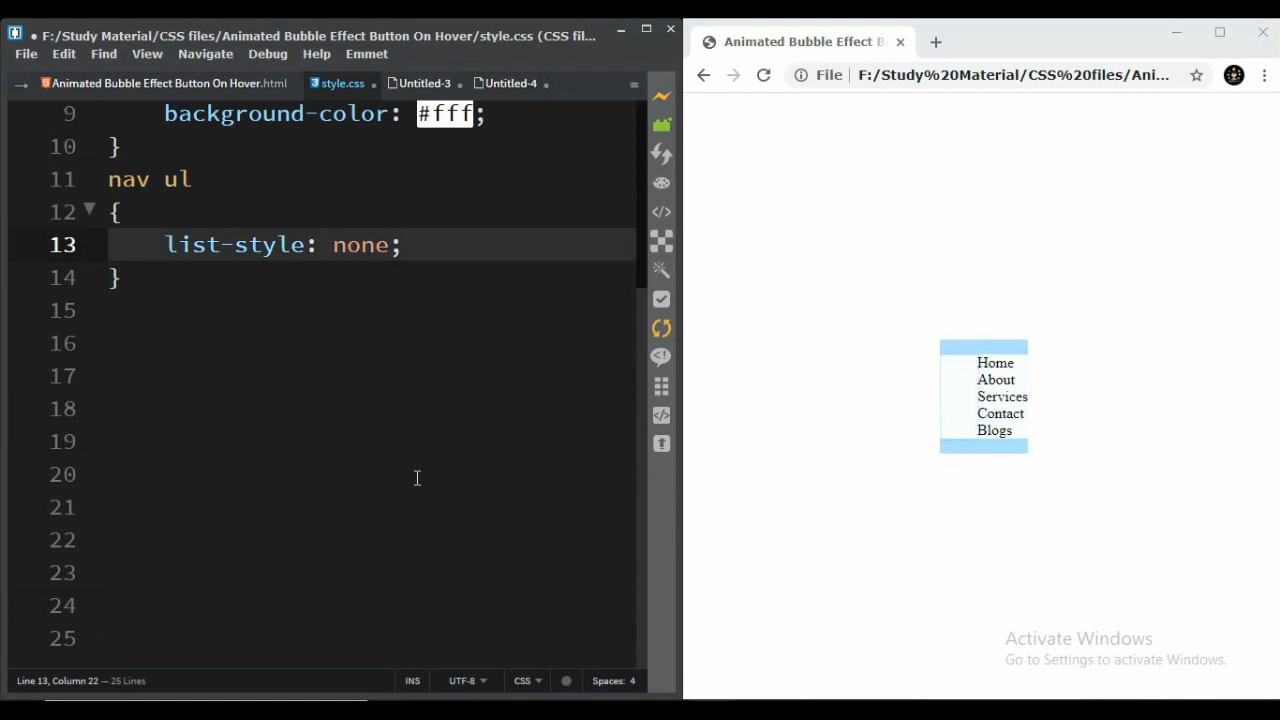 F:/Study Material/CSS files/Animated Bubble Effect Button On Hover/style.css (CSS fil...
File Edit Find View Navigate Debug Help Emmet
Animated Bubble Effect Button On Hover.html style.css Untitled-3 Untitled-4
9 background-color: #fff;
10 }
11 nav ul
12 {
13 list-style: none;
14 }
15
16
17
18
19
20
21
22
23
24
25
Line 13, Column 22 — 25 Lines INS UTF-8 CSS Spaces: 4
Animated Bubble Effect B
File F:/Study%20Material/CSS%20files/Ani...
Home
About
Services
Contact
Blogs
Activate Windows
Go to Settings to activate Windows.